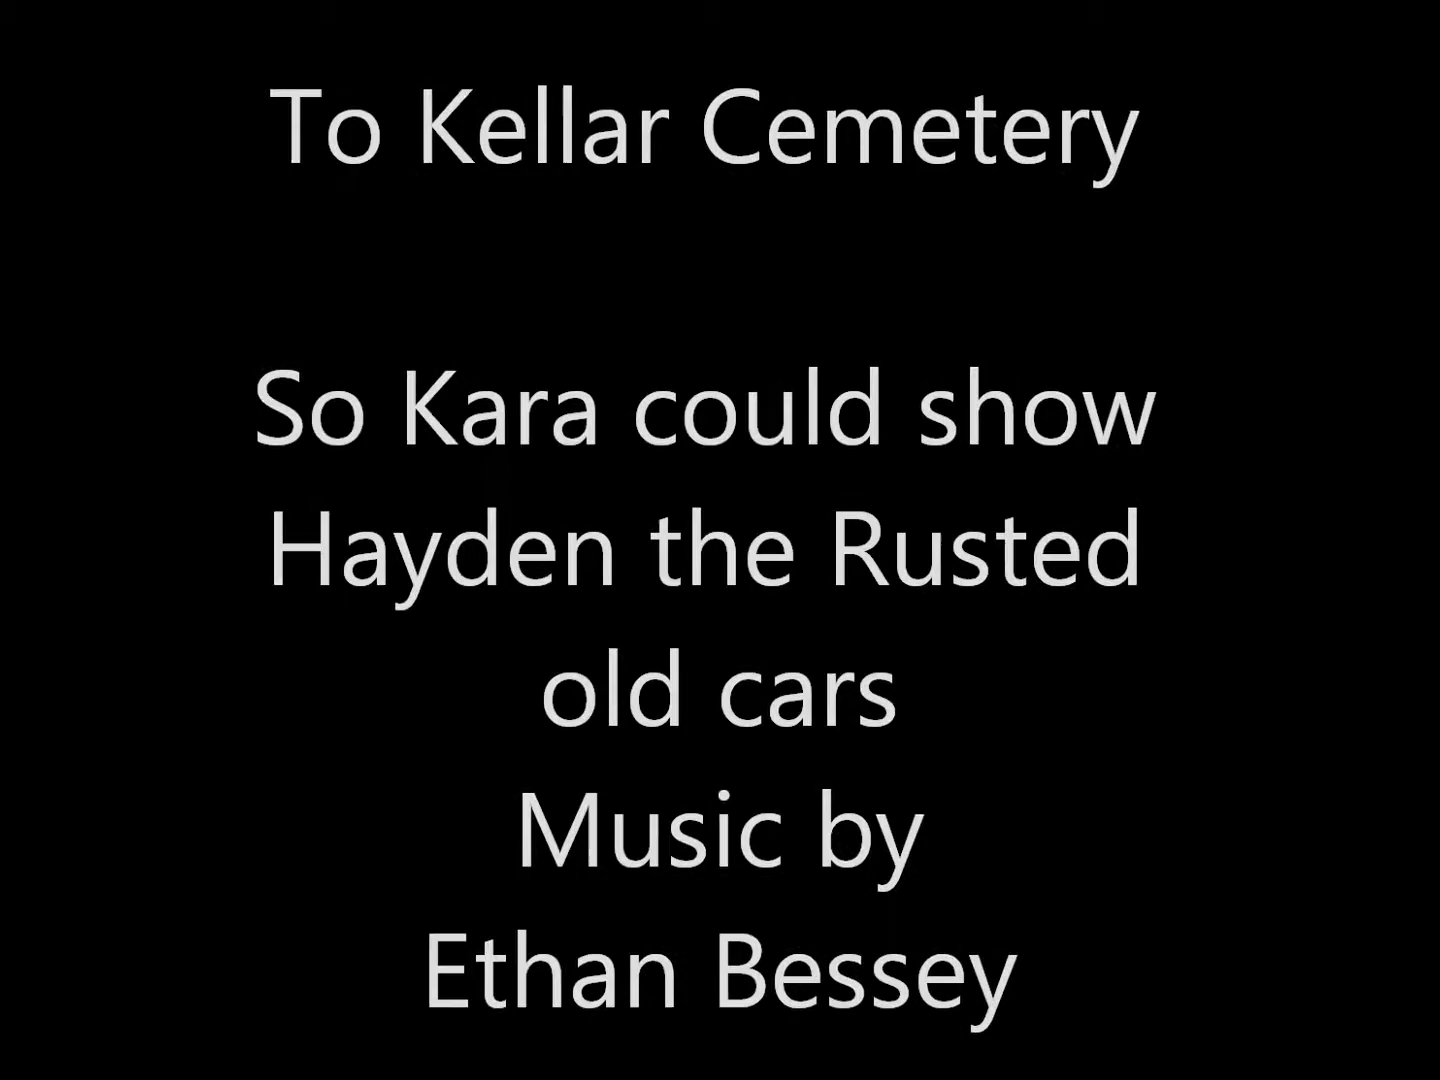 To Kellar Cemetery
So Kara could show
Hayden the Rusted
old cars
Music by
Ethan Bessey